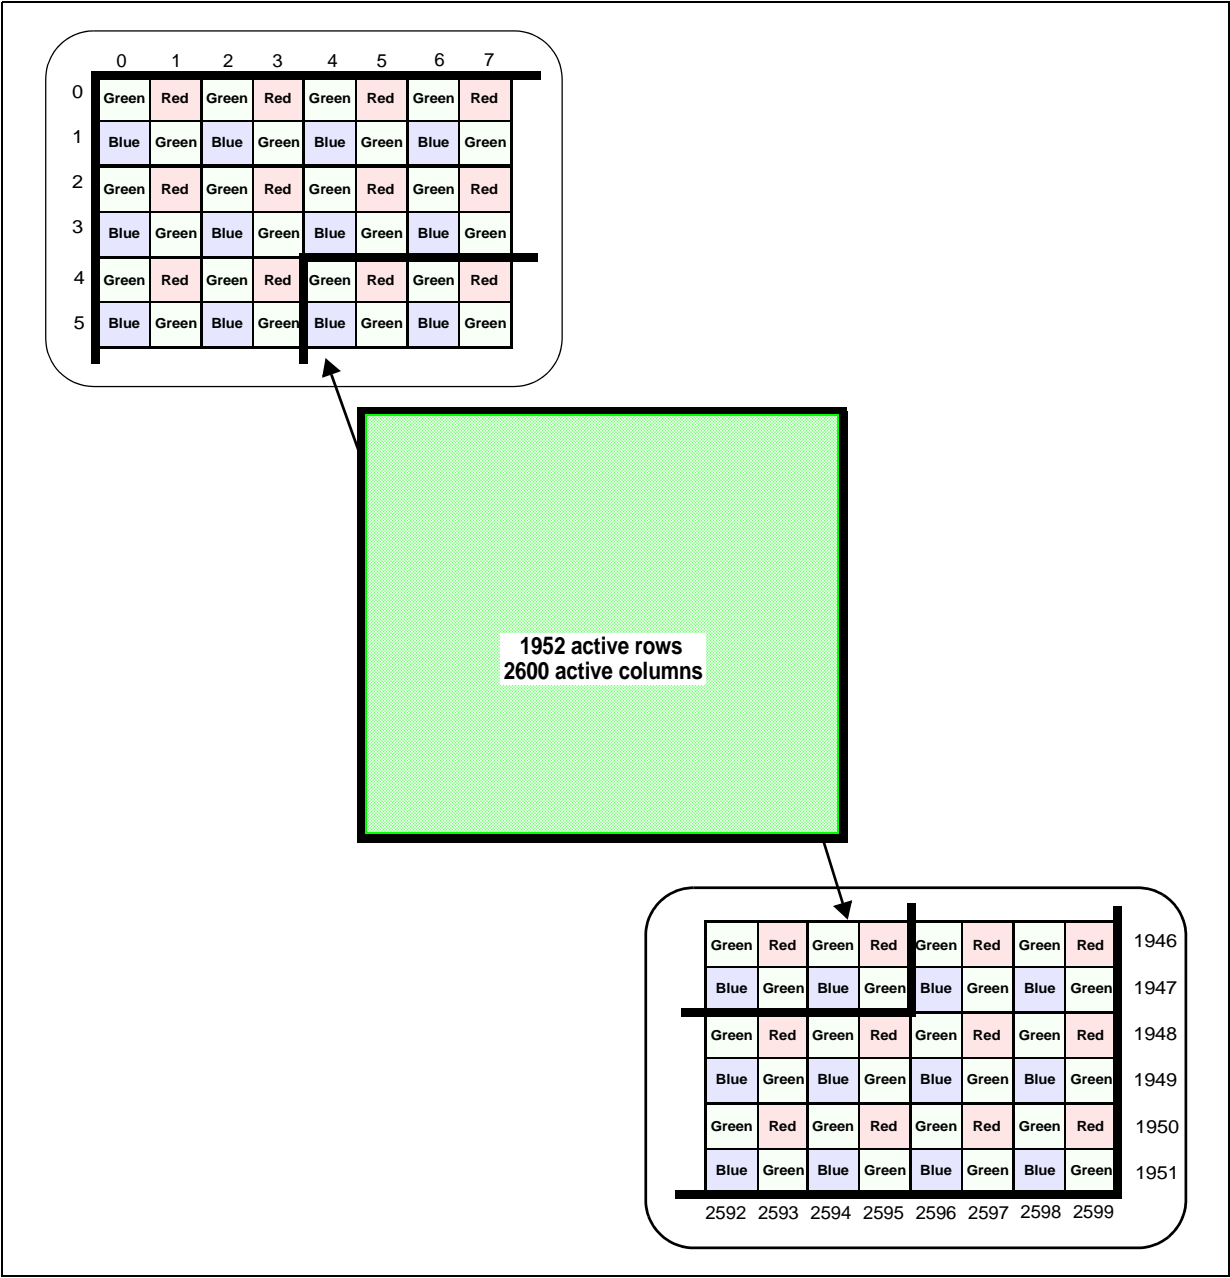 0 1 2 3 4 5 6 7
0 Green Red Green Red Green Red Green Red
1 Blue Green Blue Green Blue Green Blue Green
2 Green Red Green Red Green Red Green Red
3 Blue Green Blue Green Blue Green Blue Green
4 Green Red Green Red Green Red Green Red
5 Blue Green Blue Green Blue Green Blue Green
1952 active rows
2600 active columns
Green Red Green Red Green Red Green Red 1946
Blue Green Blue Green Blue Green Blue Green 1947
Green Red Green Red Green Red Green Red 1948
Blue Green Blue Green Blue Green Blue Green 1949
Green Red Green Red Green Red Green Red 1950
Blue Green Blue Green Blue Green Blue Green 1951
2592 2593 2594 2595 2596 2597 2598 2599